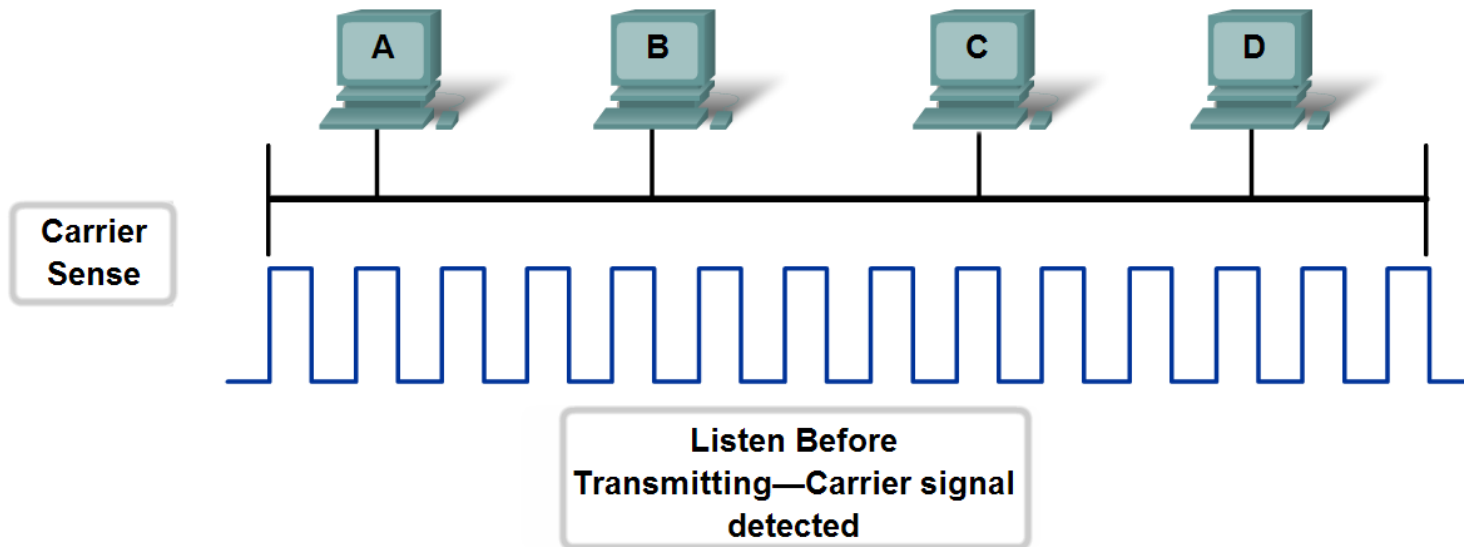 A
B
C
D
Carrier
Sense
Listen Before
Transmitting—Carrier signal
detected